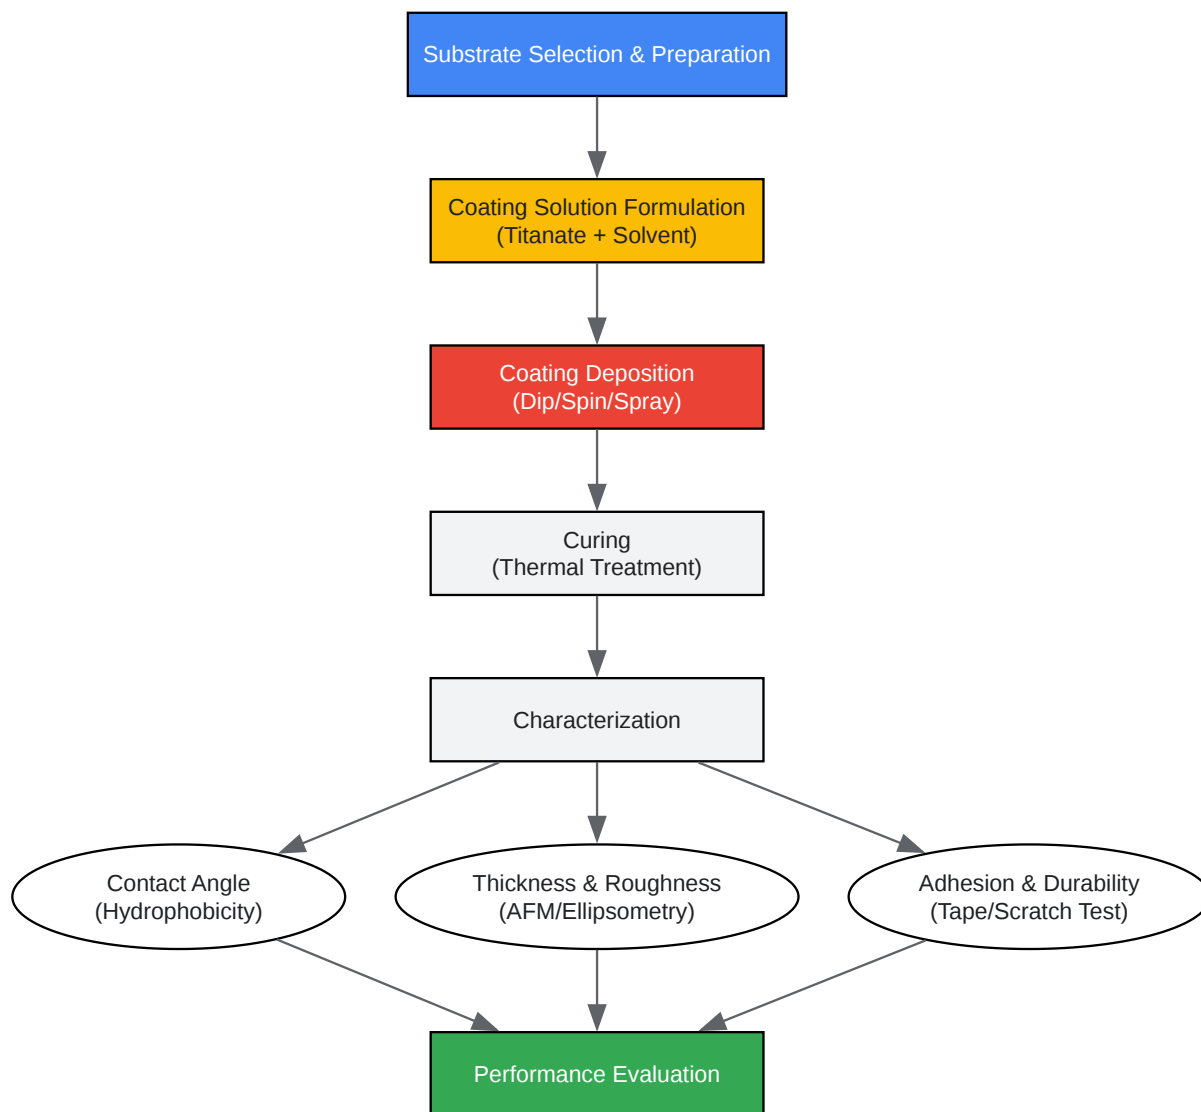 Substrate Selection & Preparation
Coating Solution Formulation
(Titanate + Solvent)
Coating Deposition
(Dip/Spin/Spray)
Curing
(Thermal Treatment)
Characterization
Contact Angle
(Hydrophobicity)
Thickness & Roughness
(AFM/Ellipsometry)
Adhesion & Durability
(Tape/Scratch Test)
Performance Evaluation